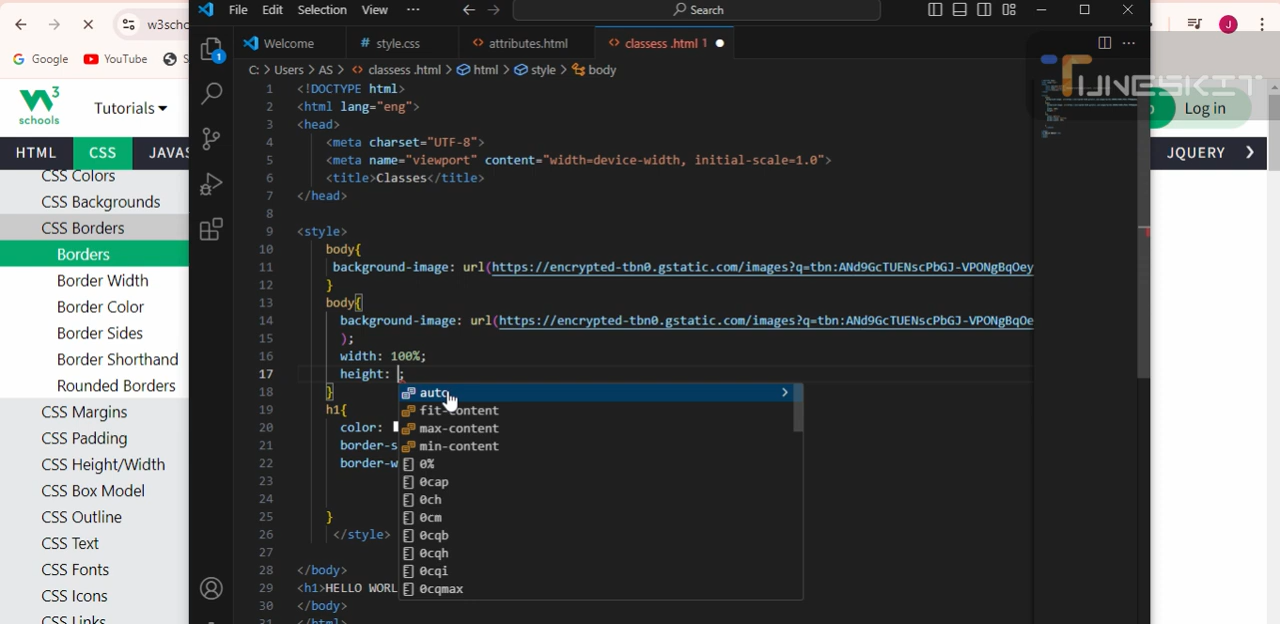 File Edit Selection View ··· Search
w3scho
Google YouTube S
Welcome # style.css <> attributes.html <> classess .html 1
C: > Users > AS > <> classess .html > html > style > body
W3 schools
Tutorials
Log in
UNESKIT
HTML CSS JAVAS
JQUERY
CSS Colors
CSS Backgrounds
CSS Borders
Borders
Border Width
Border Color
Border Sides
Border Shorthand
Rounded Borders
CSS Margins
CSS Padding
CSS Height/Width
CSS Box Model
CSS Outline
CSS Text
CSS Fonts
CSS Icons
CSS Links
1 <!DOCTYPE html>
2 <html lang="eng">
3 <head>
4 <meta charset="UTF-8">
5 <meta name="viewport" content="width=device-width, initial-scale=1.0">
6 <title>Classes</title>
7 </head>
8
9 <style>
10 body{
11 background-image: url(https://encrypted-tbn0.gstatic.com/images?q=tbn:ANd9GcTUENscPbGJ-VPONgBqOey
12 }
13 body{
14 background-image: url(https://encrypted-tbn0.gstatic.com/images?q=tbn:ANd9GcTUENscPbGJ-VPONgBqOe
15 );
16 width: 100%;
17 height: ;
18 }
19 h1{
20 color:
21 border-s
22 border-w
23
24
25 }
26 </style>
27
28 </body>
29 <h1>HELLO WORL
30 </body>
31 </html>
auto
fit-content
max-content
min-content
0%
0cap
0ch
0cm
0cqb
0cqh
0cqi
0cqmax
1
J